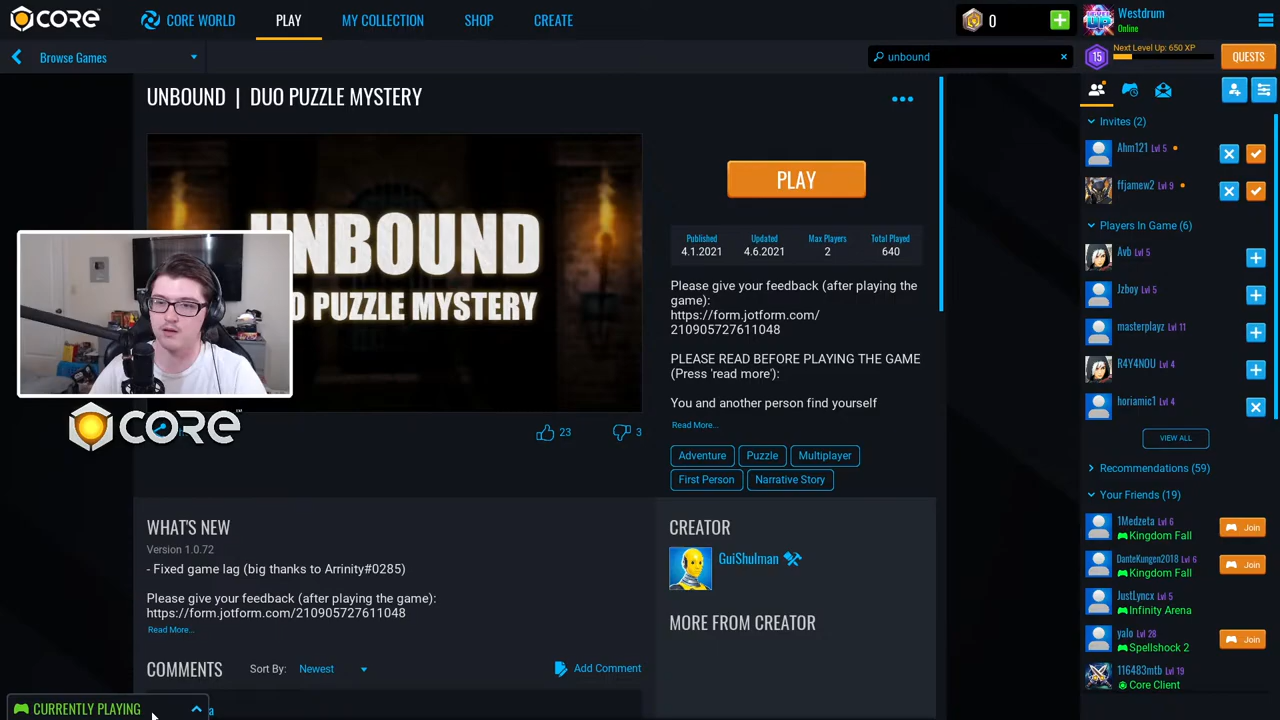 CORE
CORE WORLD
PLAY
MY COLLECTION
SHOP
CREATE
0
Westdrum
Online
Browse Games
unbound
15
Next Level Up: 650 XP
QUESTS
UNBOUND | DUO PUZZLE MYSTERY
UNBOUND
DUO PUZZLE MYSTERY
CORE
23
3
PLAY
Published
Updated
Max Players
Total Played
4.1.2021
4.6.2021
2
640
Please give your feedback (after playing the
game):
https://form.jotform.com/
210905727611048
PLEASE READ BEFORE PLAYING THE GAME
(Press 'read more'):
You and another person find yourself
Read More...
Adventure
Puzzle
Multiplayer
First Person
Narrative Story
WHAT'S NEW
Version 1.0.72
- Fixed game lag (big thanks to Arrinity#0285)
Please give your feedback (after playing the game):
https://form.jotform.com/210905727611048
Read More...
COMMENTS
Sort By:
Newest
Add Comment
CREATOR
GuiShulman
MORE FROM CREATOR
CURRENTLY PLAYING
Invites (2)
Ahm121 Lvl 5
ffjamew2 Lvl 9
Players In Game (6)
Avb Lvl 5
Jzboy Lvl 5
masterplayz Lvl 11
R4Y4N0U Lvl 4
horiamic1 Lvl 4
VIEW ALL
Recommendations (59)
Your Friends (19)
1Medzeta Lvl 6
Kingdom Fall
Join
DanteKungen2018 Lvl 6
Kingdom Fall
Join
JustLyncx Lvl 5
Infinity Arena
yalo Lvl 28
Spellshock 2
Join
116483mtb Lvl 19
Core Client